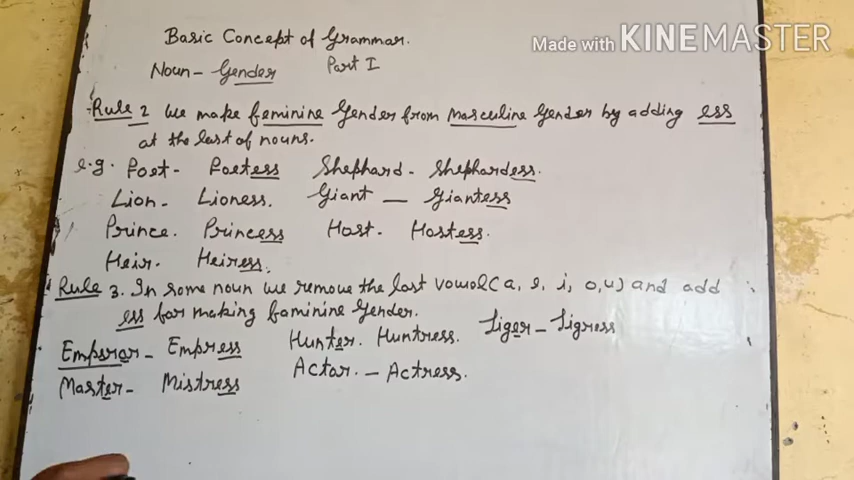 Basic Concept of Grammar.
Made with KINEMASTER
Noun - Gender Part I
Rule 2 We make feminine Gender from Masculine Gender by adding ess
at the last of nouns.
e.g. Poet - Poetess Shephard - Shephardess.
Lion - Lioness. Giant — Giantess
Prince. Princess Host - Hostess.
Heir. Heiress.
Rule 3. In some noun we remove the last vowel (a, e, i, o, u) and add
ess for making feminine Gender.
Emperor - Empress Hunter. Huntress. Tiger - Tigress
Master - Mistress Actor. - Actress.